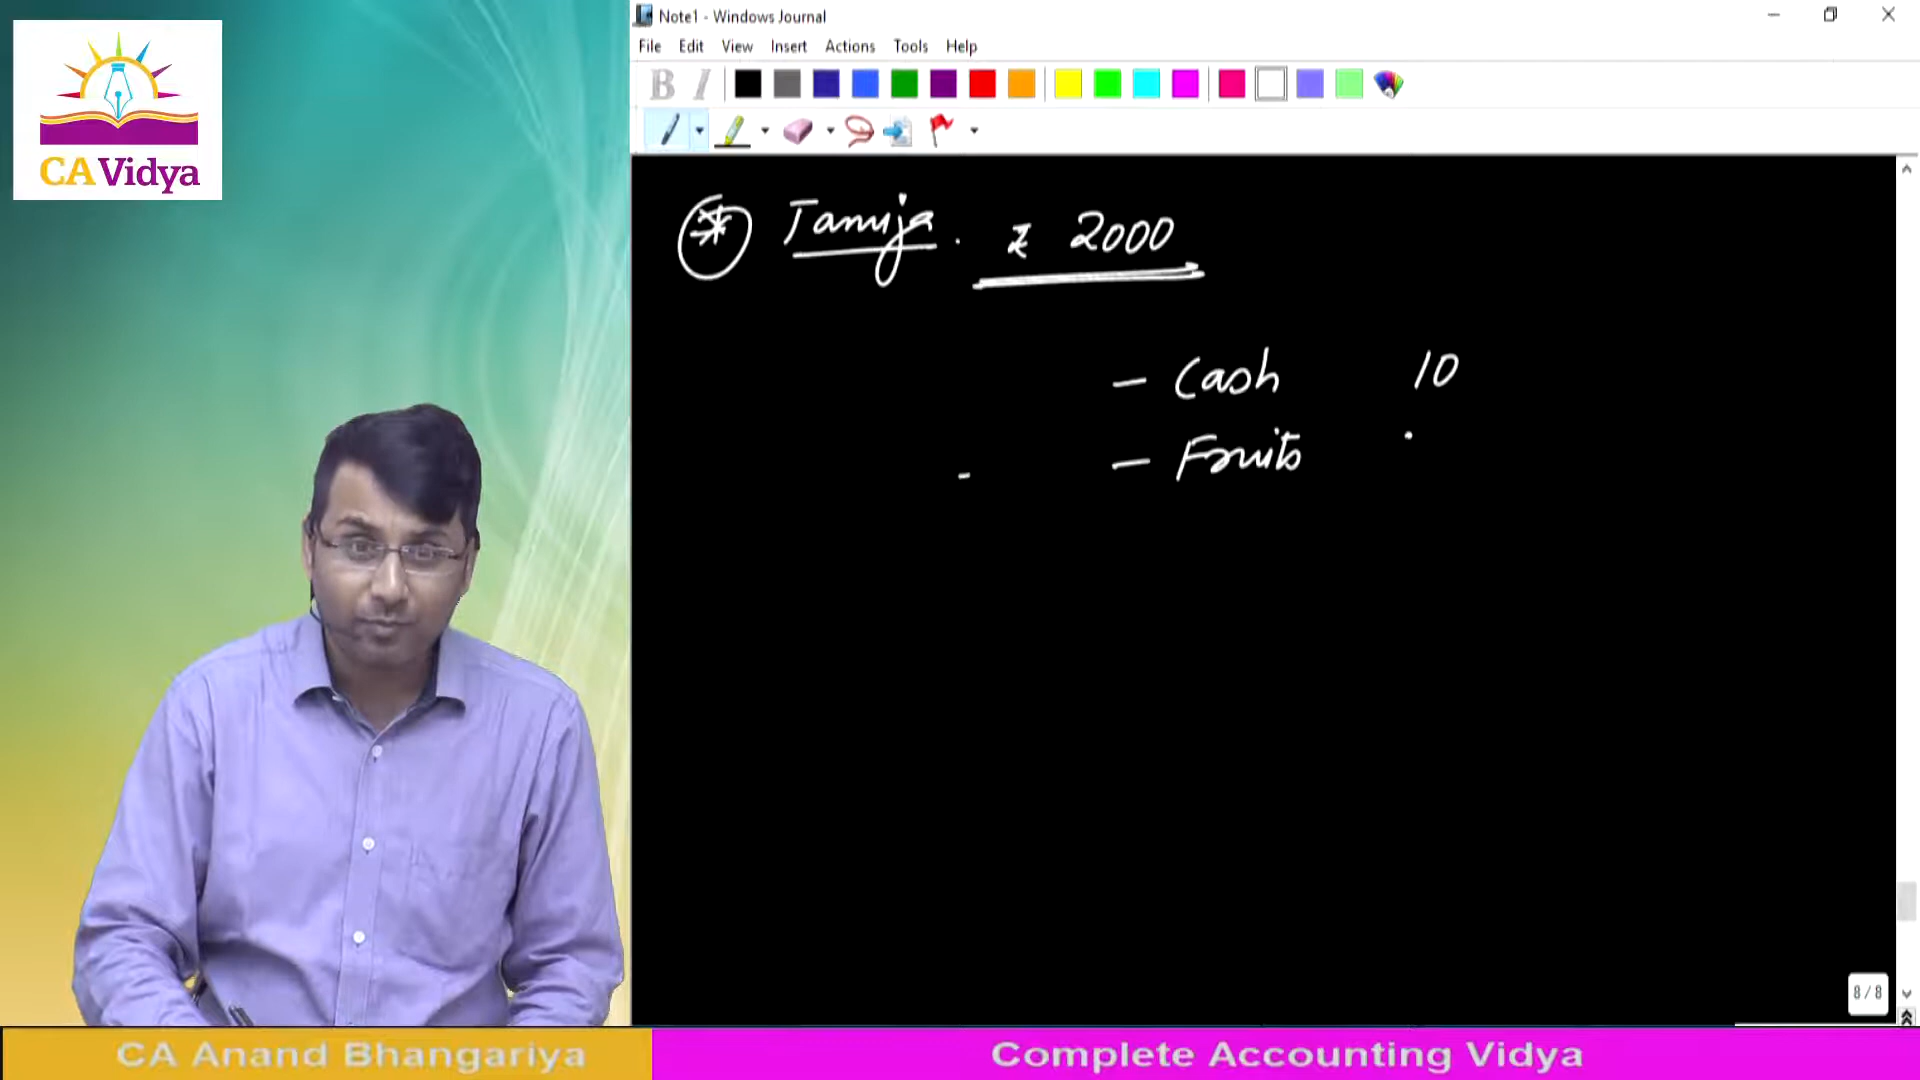 CA Vidya
Note1 - Windows Journal
File Edit View Insert Actions Tools Help
B I
* Tanuja. ₹ 2000
- Cash 10
- Fruits
8 / 8
CA Anand Bhangariya
Complete Accounting Vidya